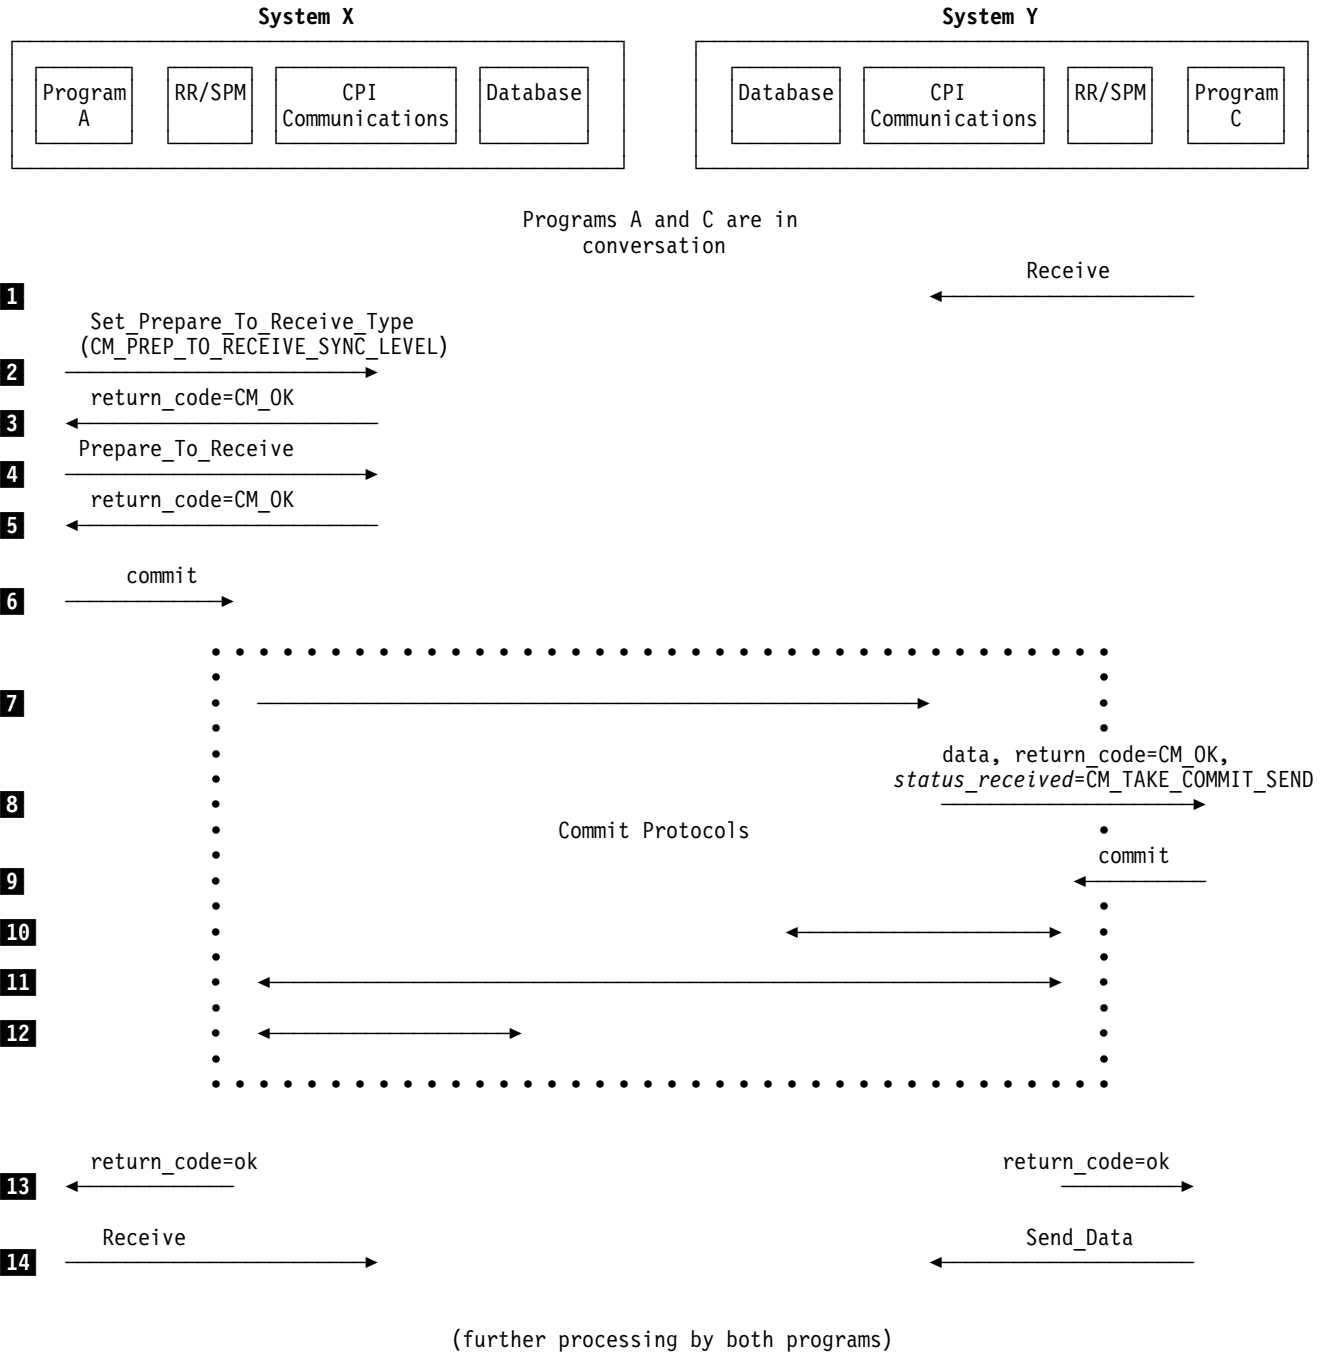 System X System Y
Program A RR/SPM CPI Communications Database Database CPI Communications RR/SPM Program C
Programs A and C are in
conversation
Receive
1
Set_Prepare_To_Receive_Type
(CM_PREP_TO_RECEIVE_SYNC_LEVEL)
2
return_code=CM_OK
3
Prepare_To_Receive
4
return_code=CM_OK
5
commit
6
7
data, return_code=CM_OK,
status_received=CM_TAKE_COMMIT_SEND
8
Commit Protocols
commit
9
10
11
12
return_code=ok return_code=ok
13
Receive Send_Data
14
(further processing by both programs)